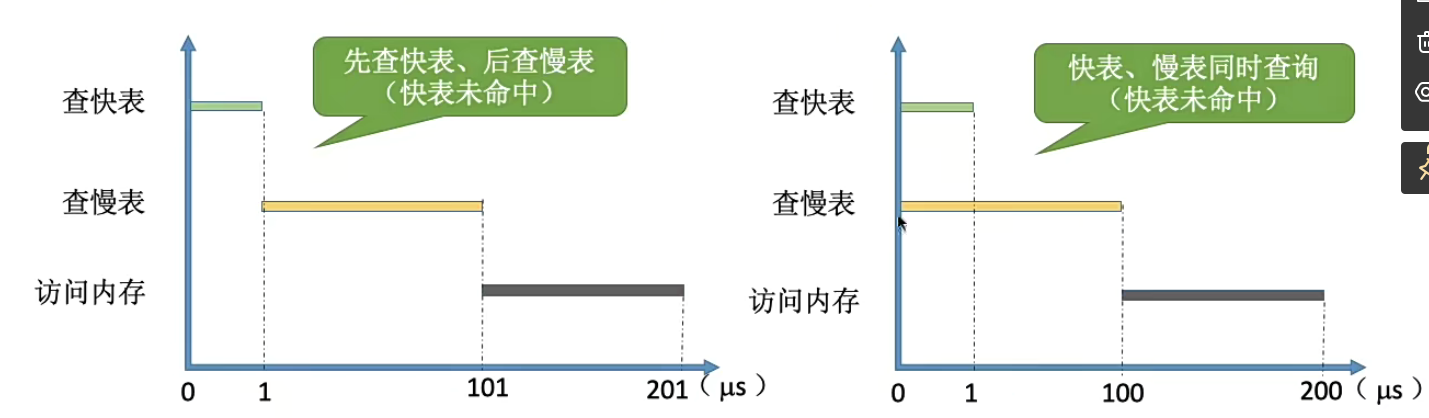 先查快表、后查慢表
（快表未命中）
查快表
查慢表
访问内存
0 1 101 201（μs）
快表、慢表同时查询
（快表未命中）
查快表
查慢表
访问内存
0 1 100 200（μs）